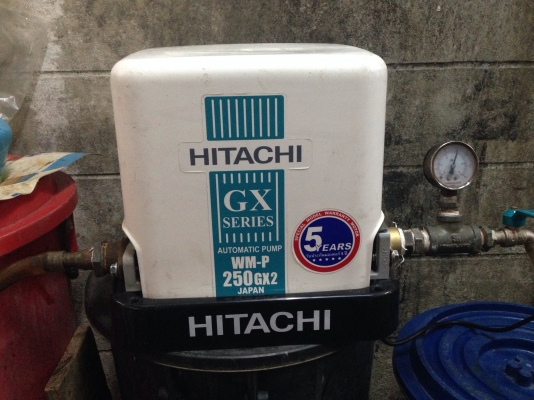 HITACHI
GX
SERIES
AUTOMATIC PUMP
WM-P
250GX2
JAPAN
5
YEARS
HITACHI